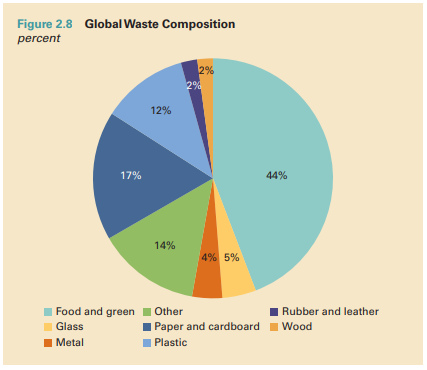 Figure 2.8 Global Waste Composition
percent
2%
2%
12%
17%
44%
14%
4%
5%
Food and green
Other
Rubber and leather
Glass
Paper and cardboard
Wood
Metal
Plastic